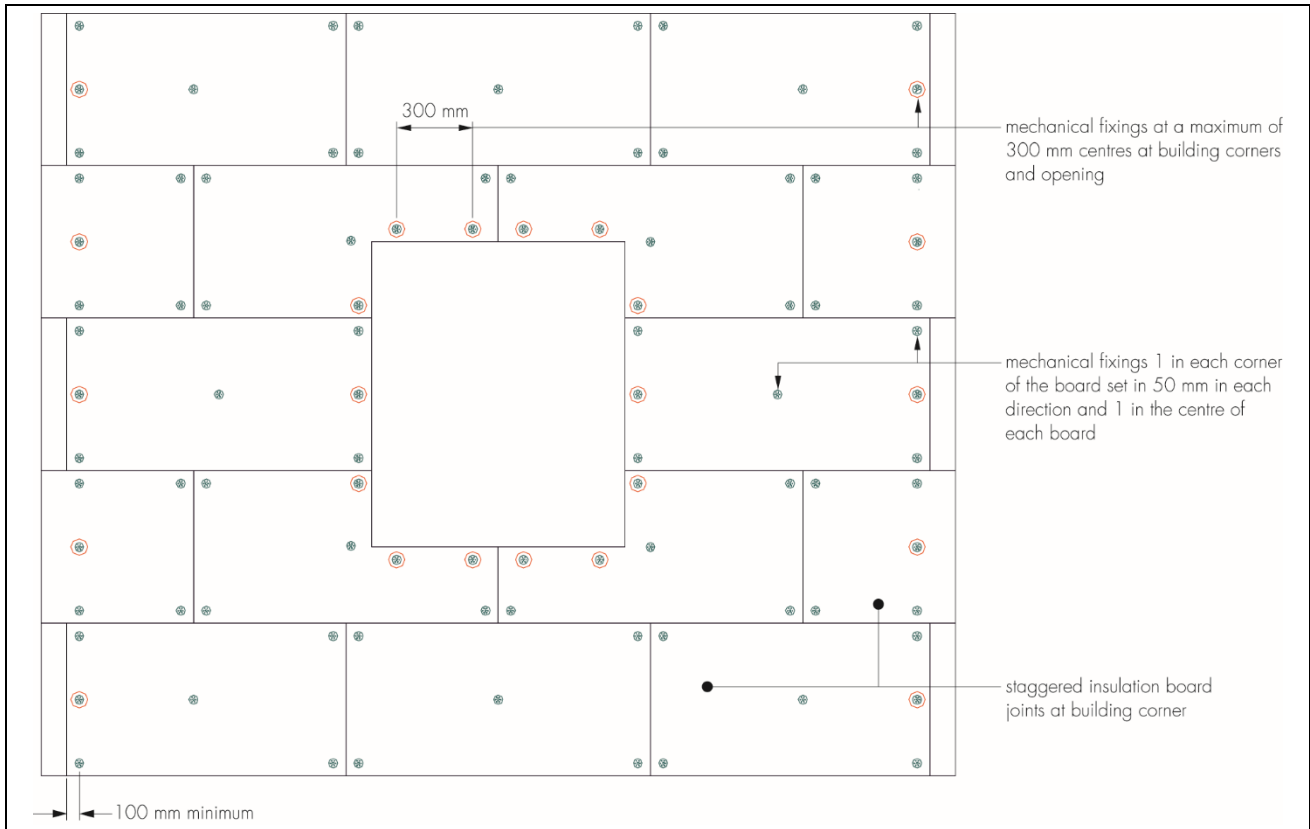 300 mm
mechanical fixings at a maximum of
300 mm centres at building corners
and opening
mechanical fixings 1 in each corner
of the board set in 50 mm in each
direction and 1 in the centre of
each board
staggered insulation board
joints at building corner
100 mm minimum